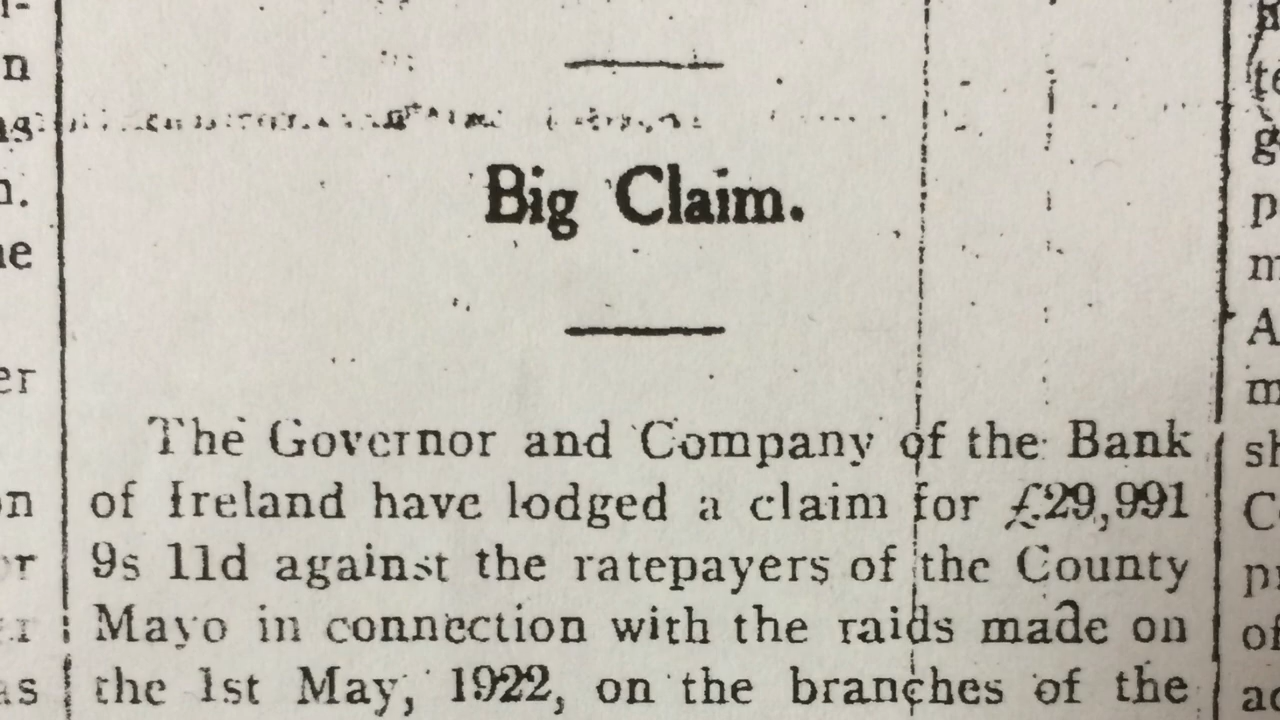 Big Claim.
The Governor and Company of the Bank
of Ireland have lodged a claim for £29,991
9s 11d against the ratepayers of the County
Mayo in connection with the raids made on
the 1st May, 1922, on the branches of the